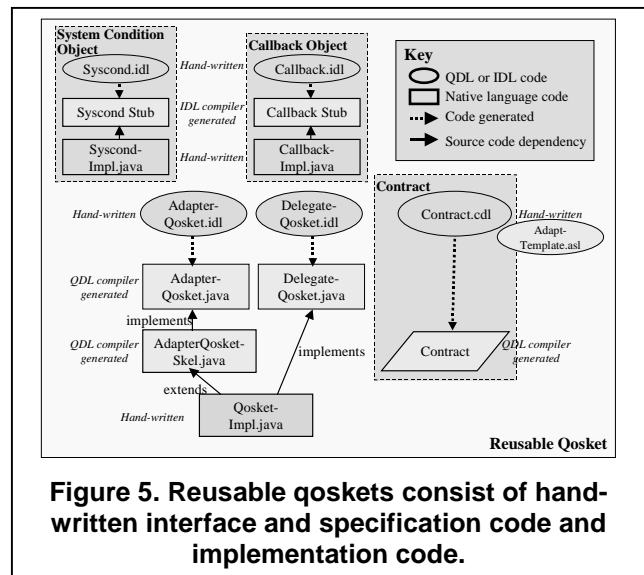 System Condition
Object
Syscond.idl
Syscond Stub
Syscond-
Impl.java
Hand-written
IDL compiler
generated
Hand-written
Callback Object
Callback.idl
Callback Stub
Callback-
Impl.java
Key
QDL or IDL code
Native language code
Code generated
Source code dependency
Hand-written
Adapter-
Qosket.idl
Delegate-
Qosket.idl
QDL compiler
generated
Adapter-
Qosket.java
Delegate-
Qosket.java
implements
QDL compiler
generated
AdapterQosket-
Skel.java
implements
extends
Hand-written
Qosket-
Impl.java
Contract
Contract.cdl
Hand-written
Adapt-
Template.asl
Contract
QDL compiler
generated
Reusable Qosket
Figure 5. Reusable qoskets consist of hand-
written interface and specification code and
implementation code.